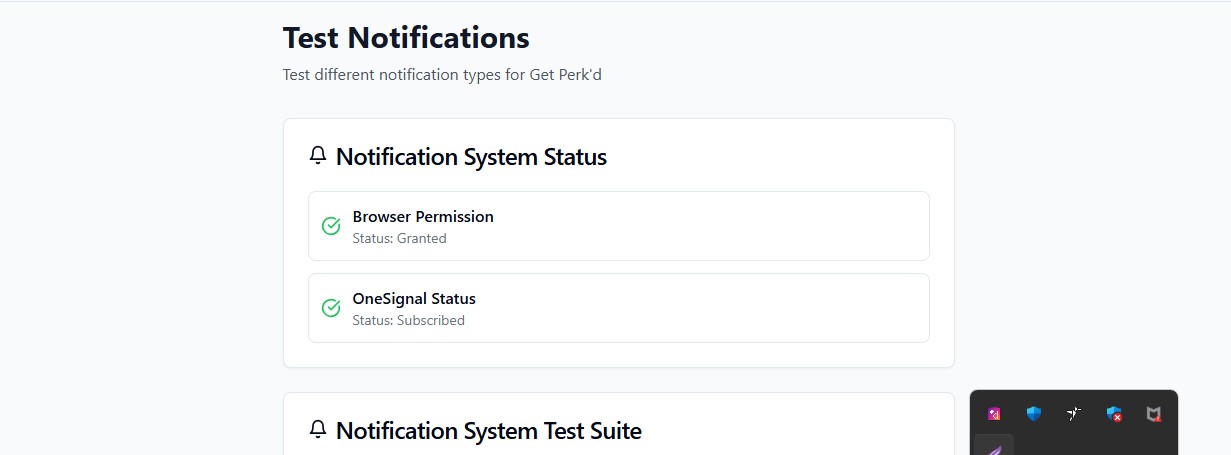 Test Notifications
Test different notification types for Get Perk'd
Notification System Status
Browser Permission
Status: Granted
OneSignal Status
Status: Subscribed
Notification System Test Suite